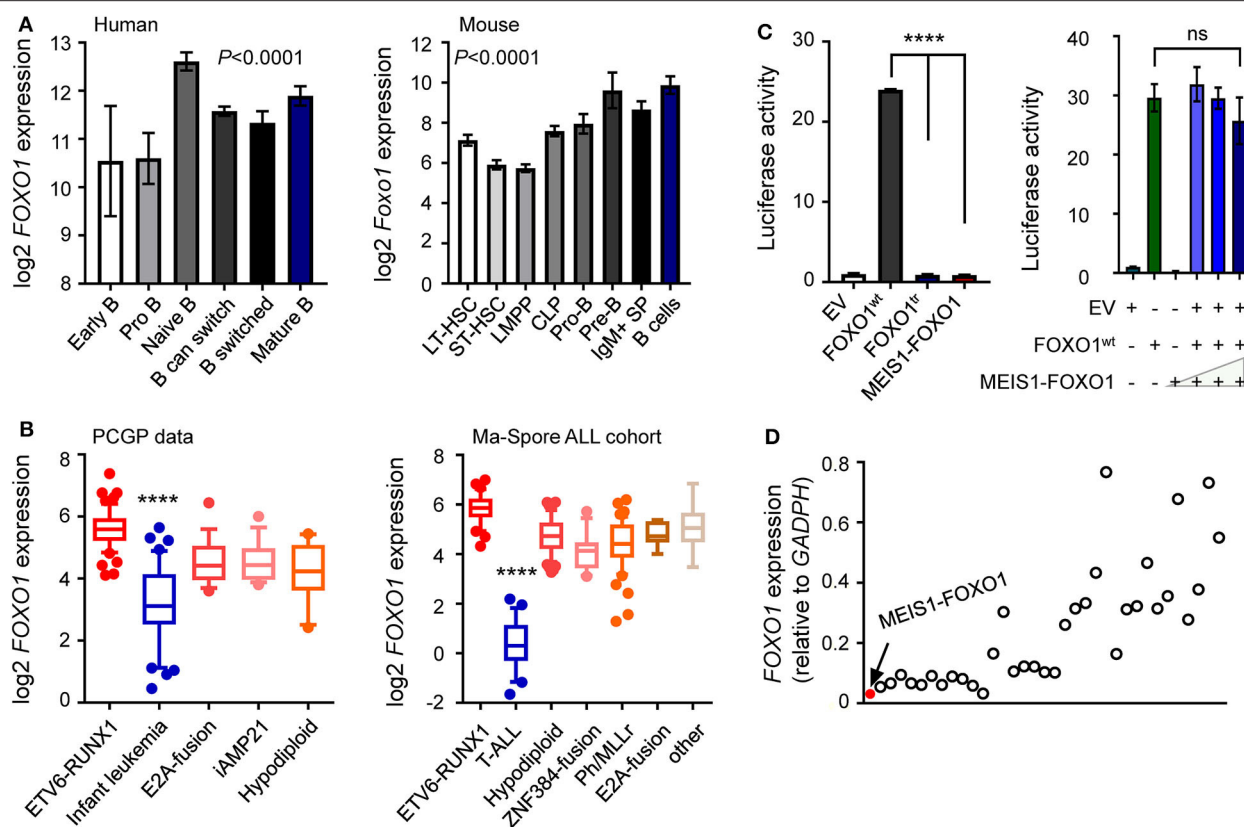 A
Human
Mouse
log2 FOXO1 expression
13
12
11
10
9
8
P<0.0001
Early B
Pro B
Naive B
B can switch
B switched
Mature B
log2 Foxo1 expression
12
10
8
6
4
2
0
P<0.0001
LT-HSC
ST-HSC
LMPP
CLP
Pro-B
Pre-B
IgM+ SP
B cells
C
Luciferase activity
30
20
10
0
****
EV
FOXO1wt
FOXO1tr
MEIS1-FOXO1
Luciferase activity
40
30
20
10
0
ns
EV + - - + + +
FOXO1wt - + - + + +
MEIS1-FOXO1 - - + + + +
B
PCGP data
log2 FOXO1 expression
8
6
4
2
0
****
ETV6-RUNX1
Infant leukemia
E2A-fusion
iAMP21
Hypodiploid
Ma-Spore ALL cohort
log2 FOXO1 expression
8
6
4
2
0
-2
****
ETV6-RUNX1
T-ALL
Hypodiploid
ZNF384-fusion
Ph/MLLr
E2A-fusion
other
D
FOXO1 expression
(relative to GADPH)
0.8
0.6
0.4
0.2
0
MEIS1-FOXO1